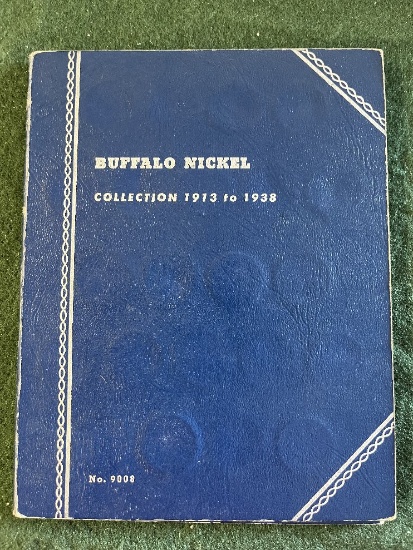 BUFFALO NICKEL
COLLECTION 1913 to 1938
No. 9008